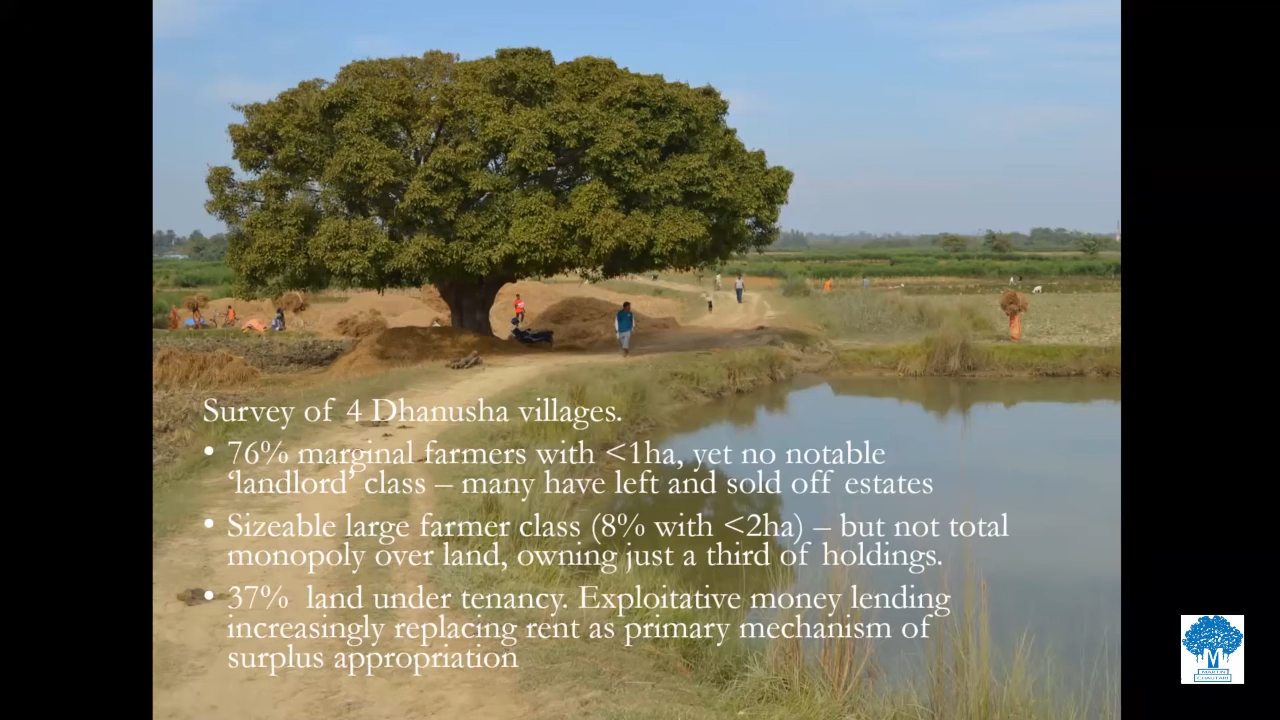 Survey of 4 Dhanusha villages.
• 76% marginal farmers with <1ha, yet no notable
‘landlord’ class – many have left and sold off estates
• Sizeable large farmer class (8% with <2ha) – but not total
monopoly over land, owning just a third of holdings.
• 37% land under tenancy. Exploitative money lending
increasingly replacing rent as primary mechanism of
surplus appropriation
MARTIN
CHAUTARI